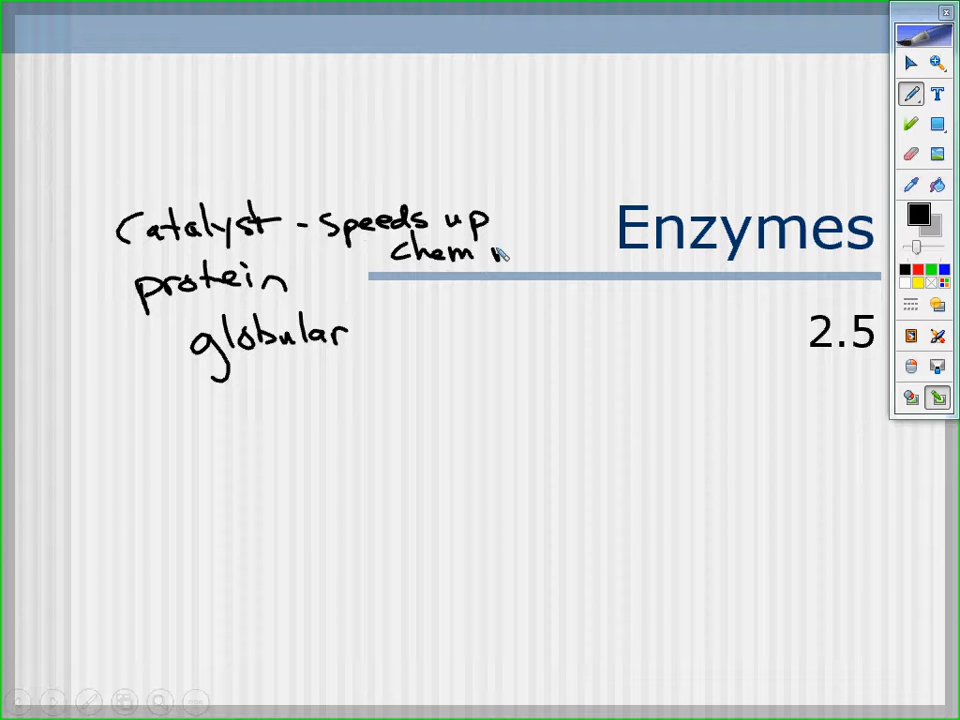 Catalyst - speeds up
chem
protein
globular
Enzymes
2.5
T